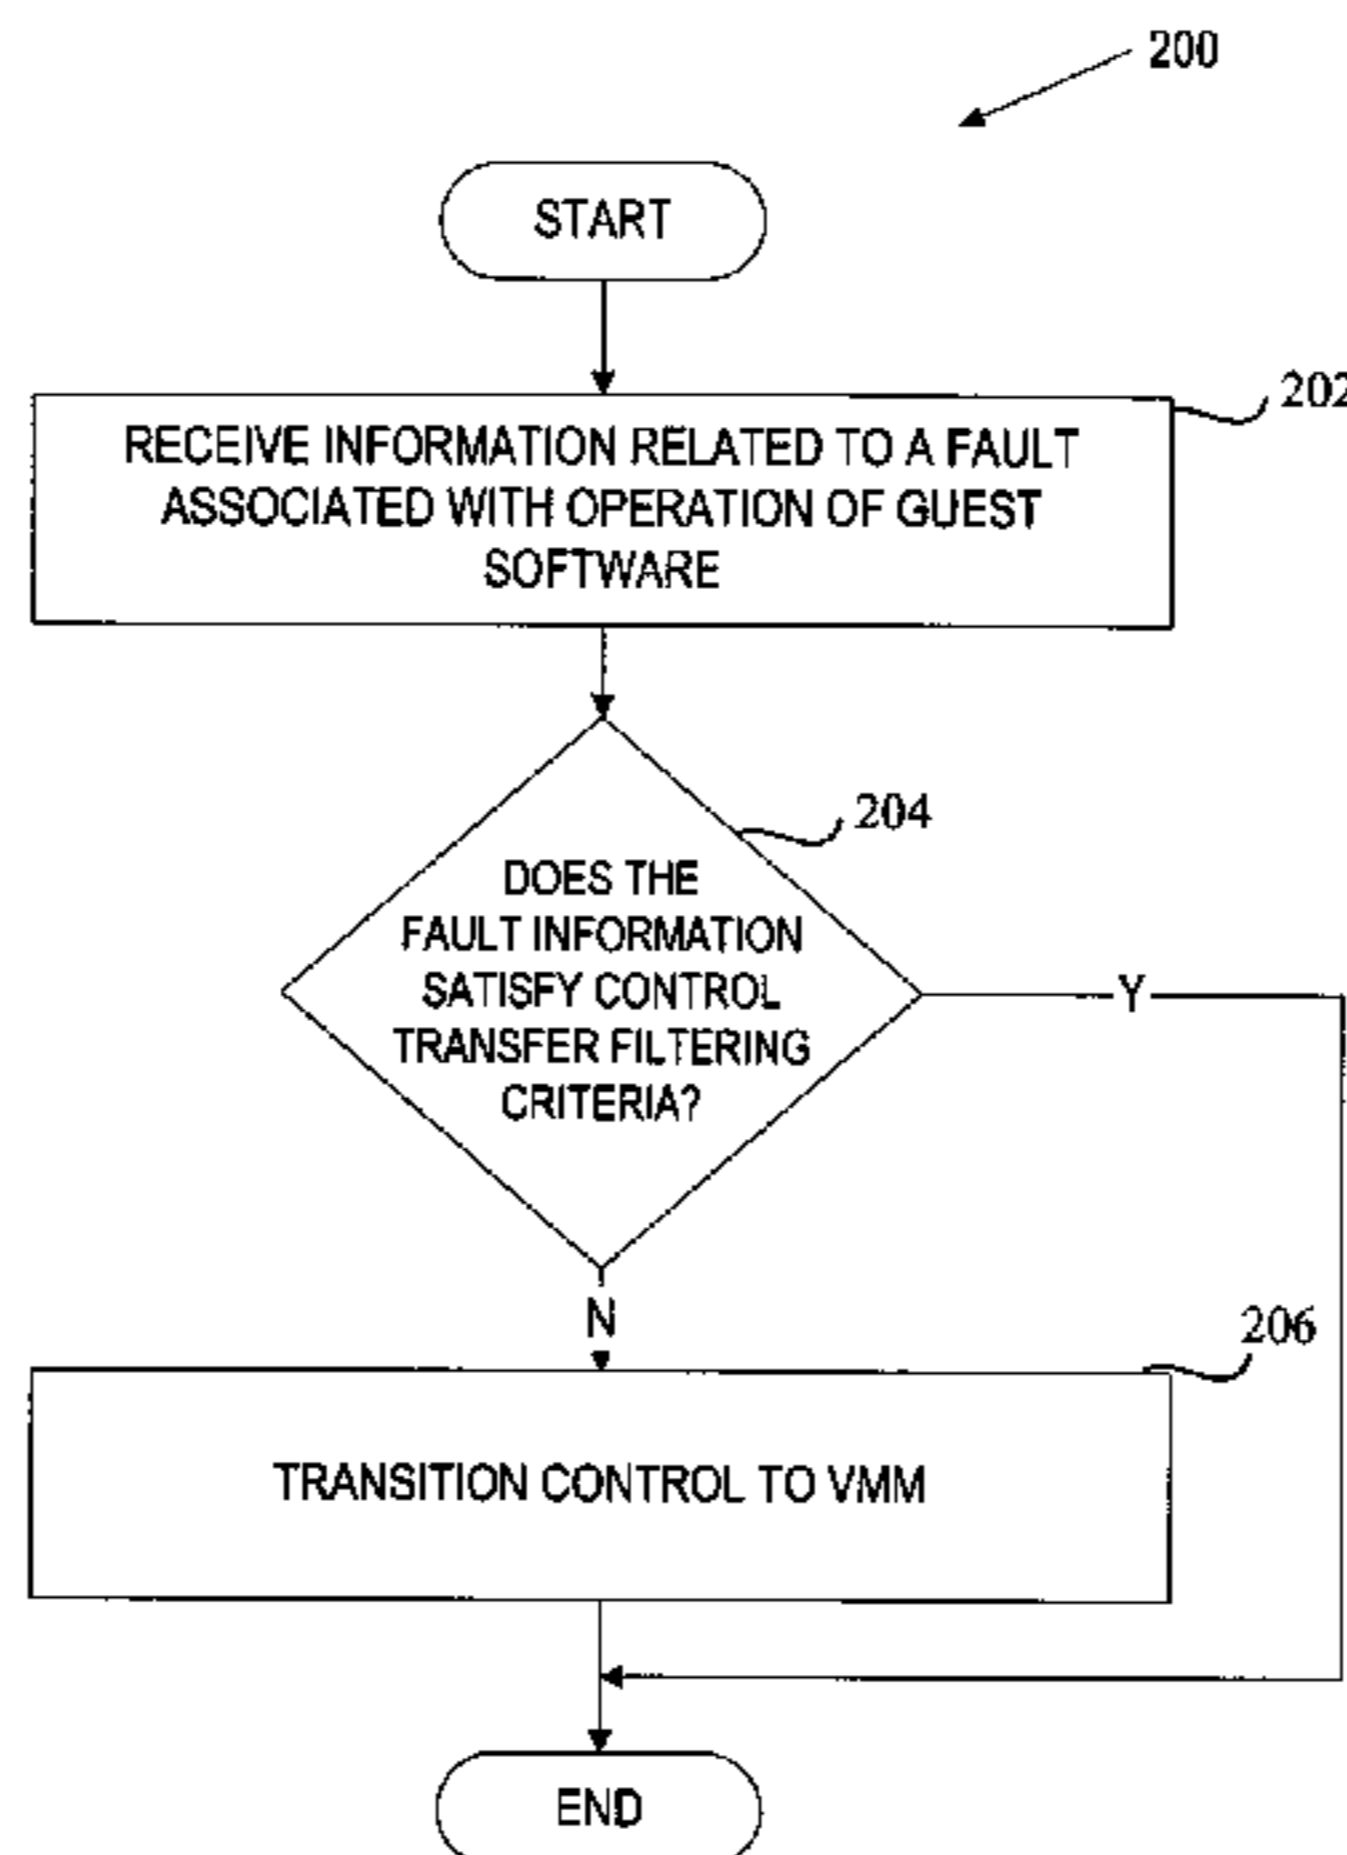 200
START
202
RECEIVE INFORMATION RELATED TO A FAULT
ASSOCIATED WITH OPERATION OF GUEST
SOFTWARE
204
DOES THE
FAULT INFORMATION
SATISFY CONTROL
TRANSFER FILTERING
CRITERIA?
Y
N
206
TRANSITION CONTROL TO VMM
END